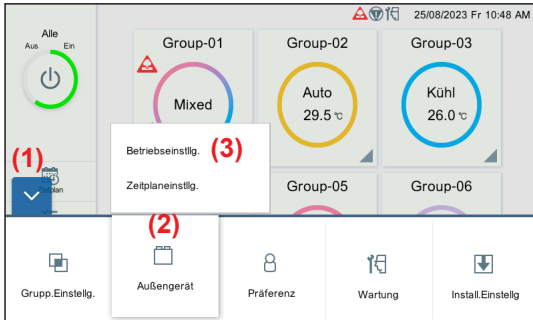 25/08/2023 Fr 10:48 AM
Alle
Aus Ein
Group-01
Mixed
Group-02
Auto
29.5 °C
Group-03
Kühl
26.0 °C
(1)
Betriebseinstllg. (3)
Zeitplaneinstllg.
Group-05
Group-06
(2)
Grupp.Einstellg.
Außengerät
Präferenz
Wartung
Install.Einstellg